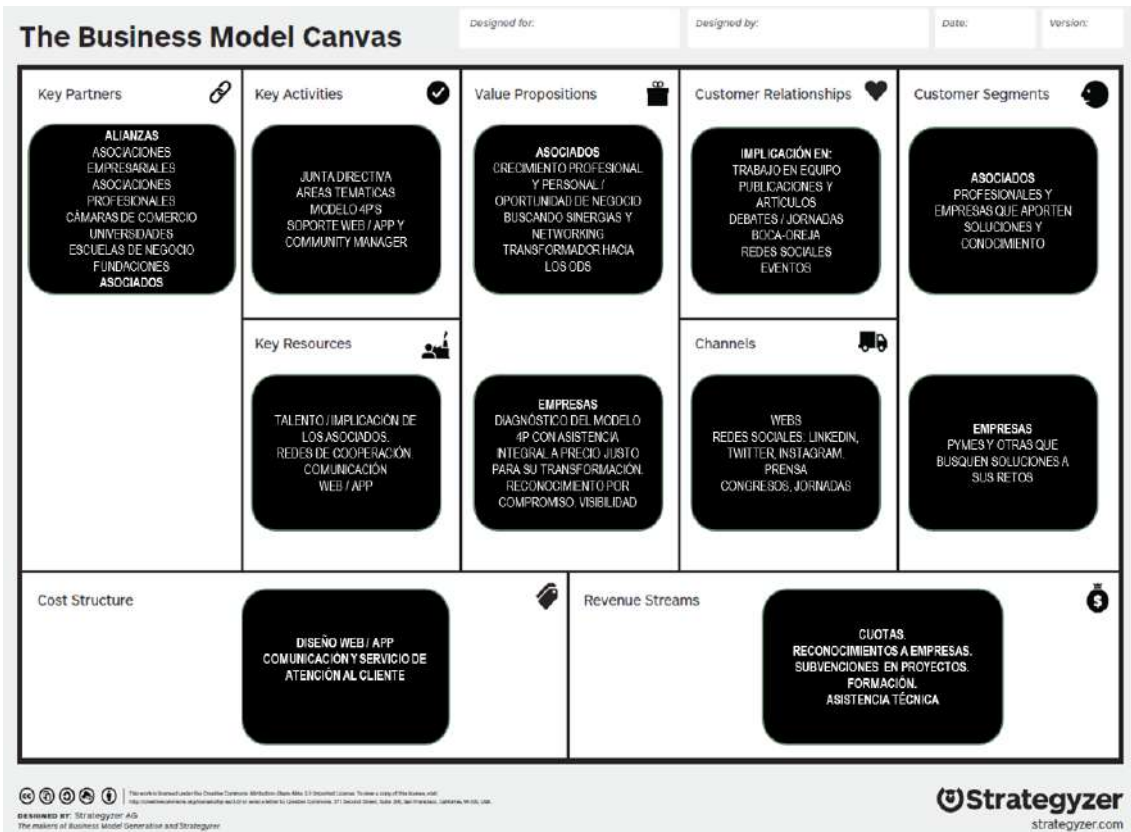 The Business Model Canvas
Designed for:
Designed by:
Date:
Version:
Key Partners
ALIANZAS
ASOCIACIONES
EMPRESARIALES
ASOCIACIONES
PROFESIONALES
CÁMARAS DE COMERCIO
UNIVERSIDADES
ESCUELAS DE NEGOCIO
FUNDACIONES
ASOCIADOS
Key Activities
JUNTA DIRECTIVA
AREAS TEMATICAS
MODELO 4P'S
SOPORTE WEB / APP Y
COMMUNITY MANAGER
Key Resources
TALENTO / IMPLICACIÓN DE
LOS ASOCIADOS.
REDES DE COOPERACIÓN
COMUNICACIÓN
WEB / APP
Value Propositions
ASOCIADOS
CRECIMIENTO PROFESIONAL
Y PERSONAL /
OPORTUNIDAD DE NEGOCIO
BUSCANDO SINERGIAS Y
NETWORKING
TRANSFORMADOR HACIA
LOS ODS
EMPRESAS
DIAGNÓSTICO DEL MODELO
4P CON ASISTENCIA
INTEGRAL A PRECIO JUSTO
PARA SU TRANSFORMACIÓN.
RECONOCIMIENTO POR
COMPROMISO. VISIBILIDAD
Customer Relationships
IMPLICACIÓN EN:
TRABAJO EN EQUIPO
PUBLICACIONES Y
ARTÍCULOS
DEBATES / JORNADAS
BOCA-OREJA
REDES SOCIALES
EVENTOS
Channels
WEBS
REDES SOCIALES: LINKEDIN,
TWITTER, INSTAGRAM.
PRENSA
CONGRESOS, JORNADAS
Customer Segments
ASOCIADOS
PROFESIONALES Y
EMPRESAS QUE APORTEN
SOLUCIONES Y
CONOCIMIENTO
EMPRESAS
PYMES Y OTRAS QUE
BUSQUEN SOLUCIONES A
SUS RETOS
Cost Structure
DISEÑO WEB / APP
COMUNICACIÓN Y SERVICIO DE
ATENCIÓN AL CLIENTE
Revenue Streams
CUOTAS.
RECONOCIMIENTOS A EMPRESAS.
SUBVENCIONES EN PROYECTOS.
FORMACIÓN.
ASISTENCIA TÉCNICA
DESIGNED BY: Strategyzer AG
The makers of Business Model Generation and Strategyzer
Strategyzer
strategyzer.com